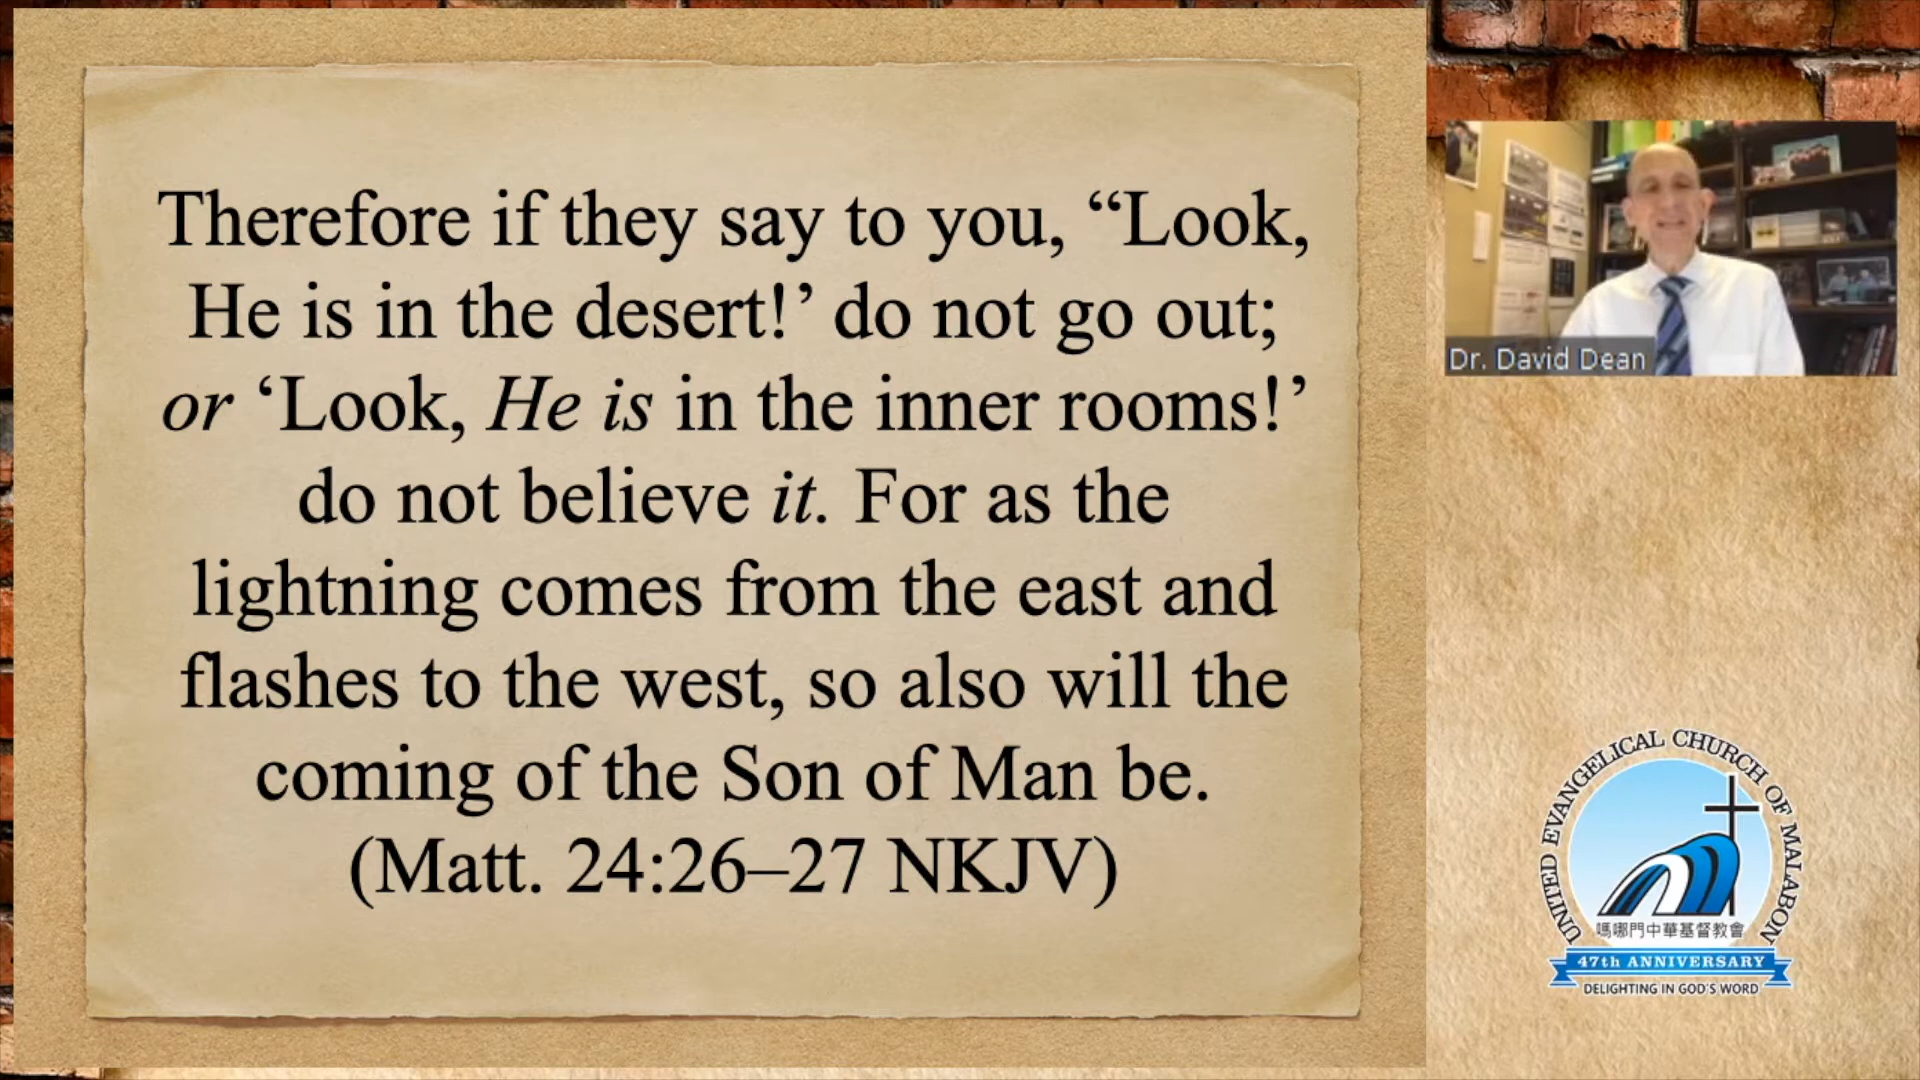 Therefore if they say to you, “Look,
He is in the desert!’ do not go out;
or ‘Look, He is in the inner rooms!’
do not believe it. For as the
lightning comes from the east and
flashes to the west, so also will the
coming of the Son of Man be.
(Matt. 24:26–27 NKJV)
Dr. David Dean
UNITED EVANGELICAL CHURCH OF MALABON
嗎哪門中華基督教會
47th ANNIVERSARY
DELIGHTING IN GOD'S WORD